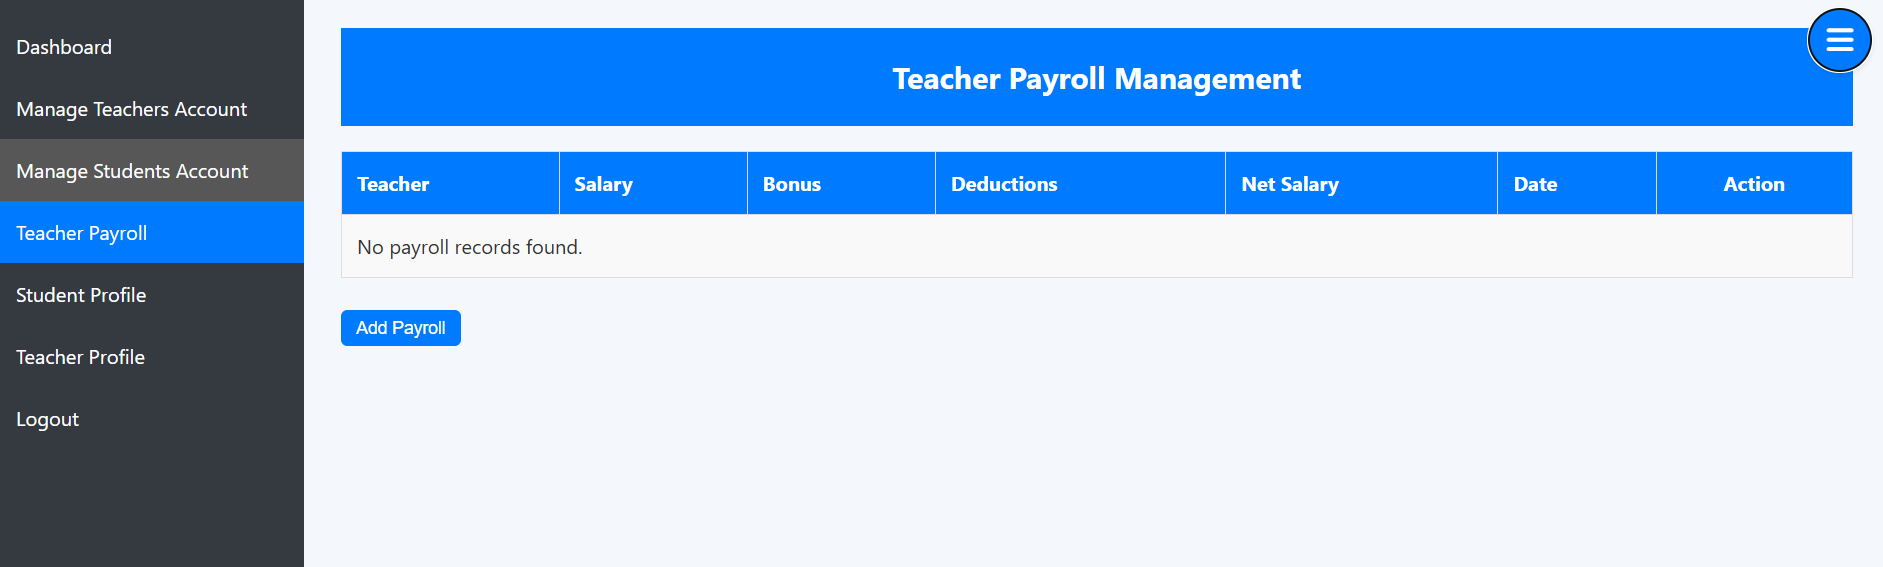 Dashboard
Manage Teachers Account
Manage Students Account
Teacher Payroll
Student Profile
Teacher Profile
Logout
Teacher Payroll Management
Teacher Salary Bonus Deductions Net Salary Date Action
No payroll records found.
Add Payroll